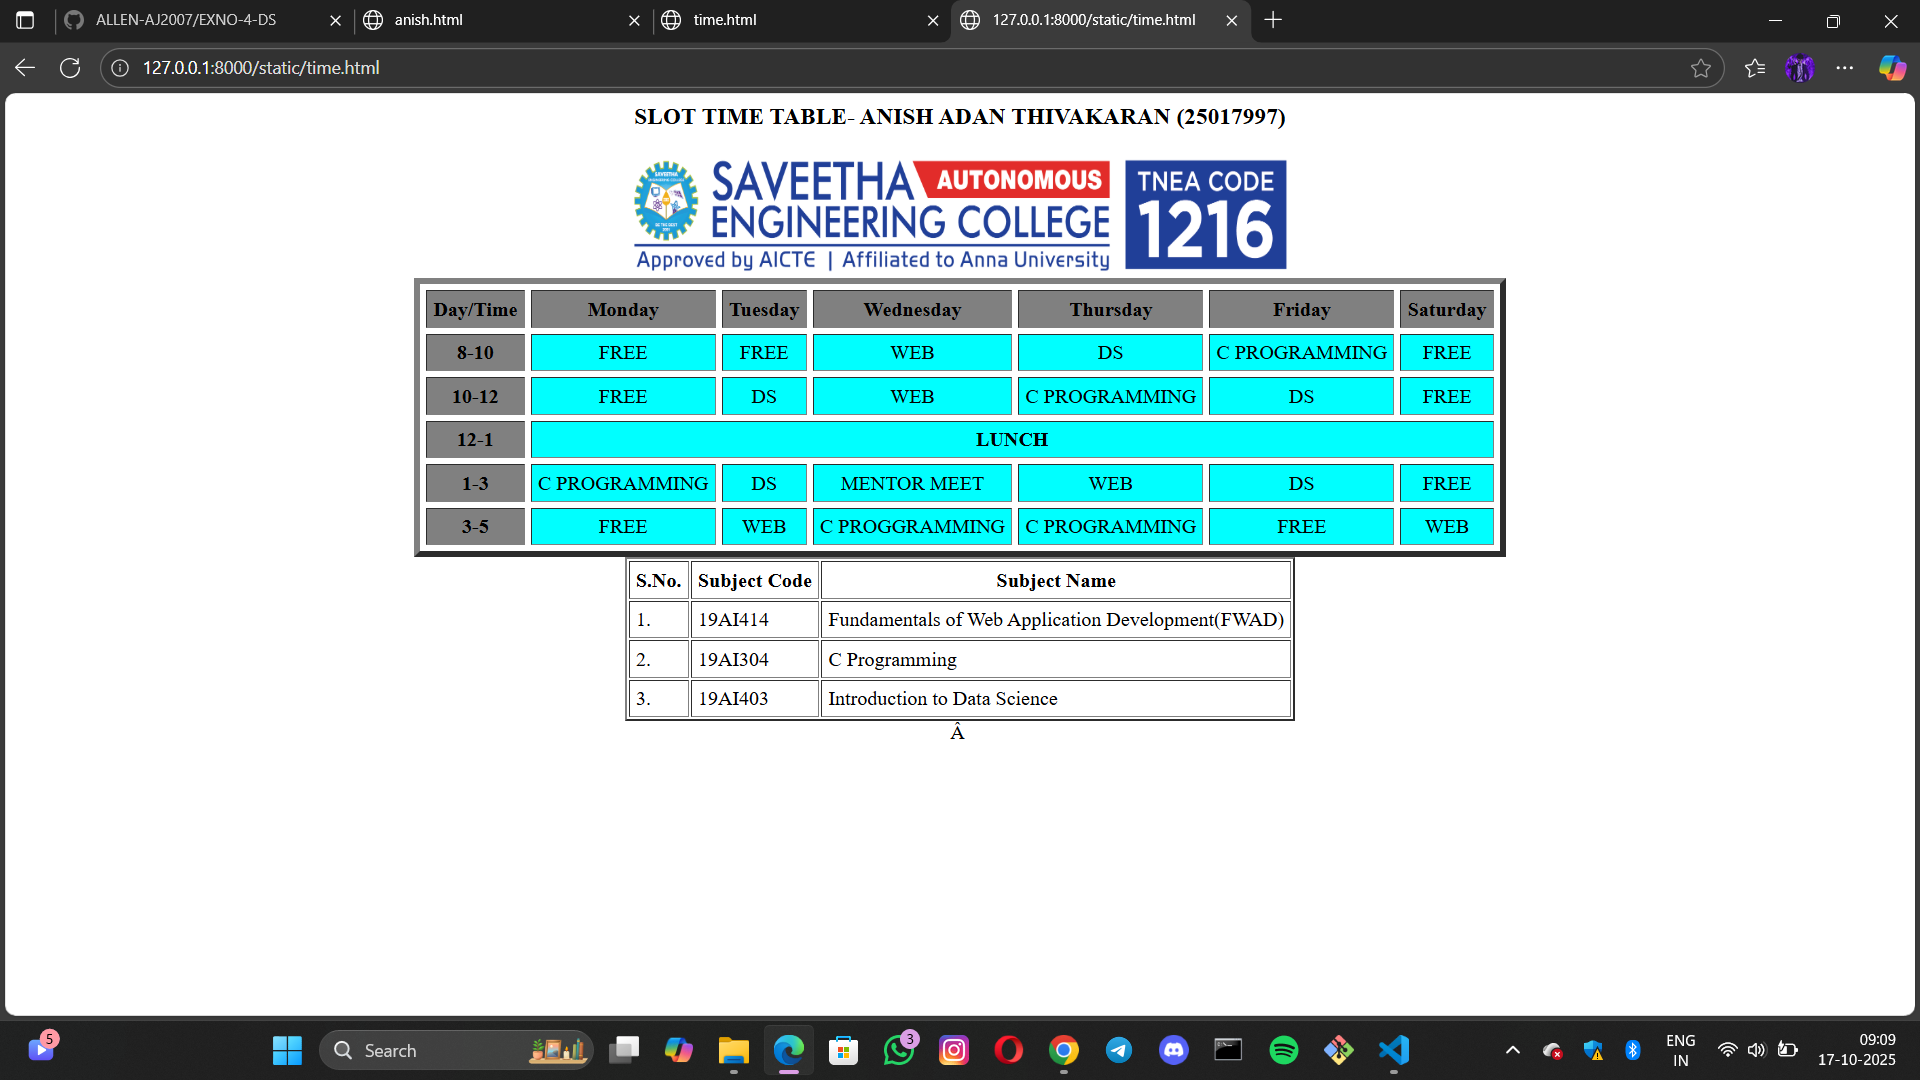 ALLEN-AJ2007/EXNO-4-DS
anish.html
time.html
127.0.0.1:8000/static/time.html
127.0.0.1:8000/static/time.html
SLOT TIME TABLE- ANISH ADAN THIVAKARAN (25017997)
SAVEETHA AUTONOMOUS
ENGINEERING COLLEGE
Approved by AICTE | Affiliated to Anna University
TNEA CODE
1216
Day/Time Monday Tuesday Wednesday Thursday Friday Saturday
8-10 FREE FREE WEB DS C PROGRAMMING FREE
10-12 FREE DS WEB C PROGRAMMING DS FREE
12-1 LUNCH
1-3 C PROGRAMMING DS MENTOR MEET WEB DS FREE
3-5 FREE WEB C PROGGRAMMING C PROGRAMMING FREE WEB
S.No. Subject Code Subject Name
1. 19AI414 Fundamentals of Web Application Development(FWAD)
2. 19AI304 C Programming
3. 19AI403 Introduction to Data Science
Â
5
Search
3
ENG
IN
09:09
17-10-2025